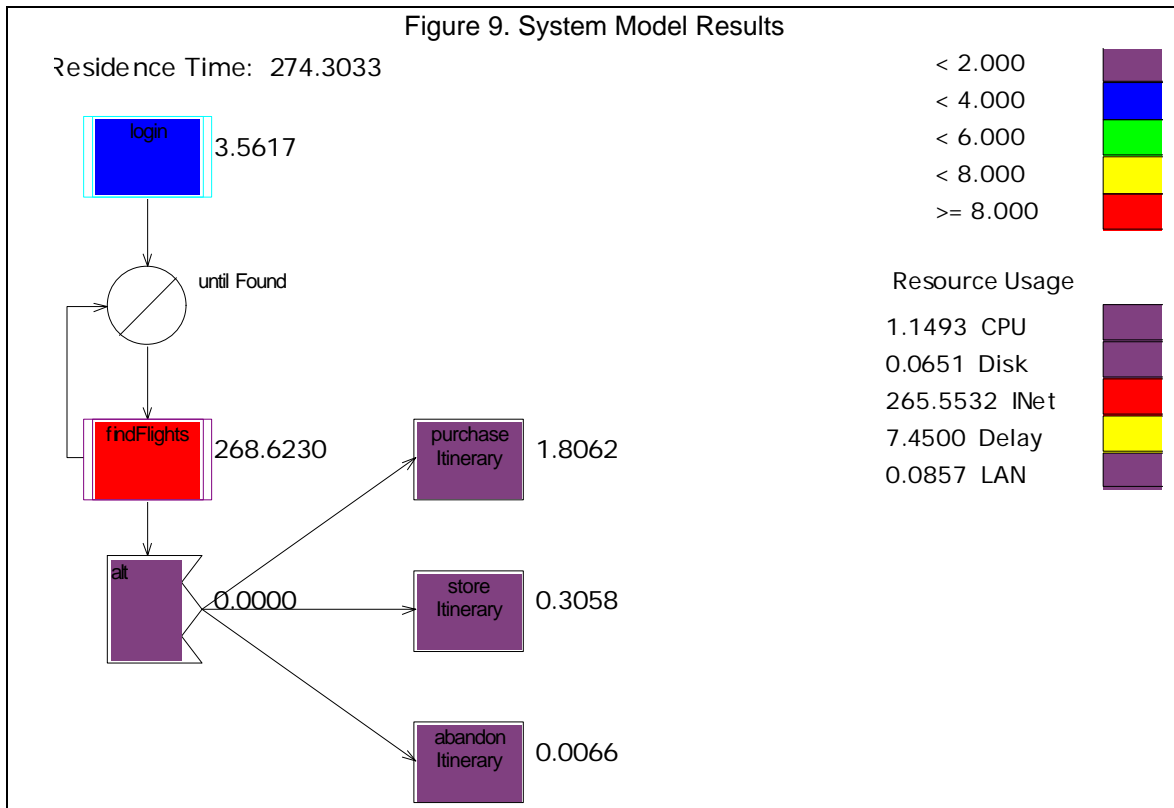 Figure 9. System Model Results
Residence Time: 274.3033
login
3.5617
until Found
findFlights
268.6230
alt
0.0000
purchase
Itinerary
1.8062
store
Itinerary
0.3058
abandon
Itinerary
0.0066
< 2.000
< 4.000
< 6.000
< 8.000
>= 8.000
Resource Usage
1.1493 CPU
0.0651 Disk
265.5532 INet
7.4500 Delay
0.0857 LAN